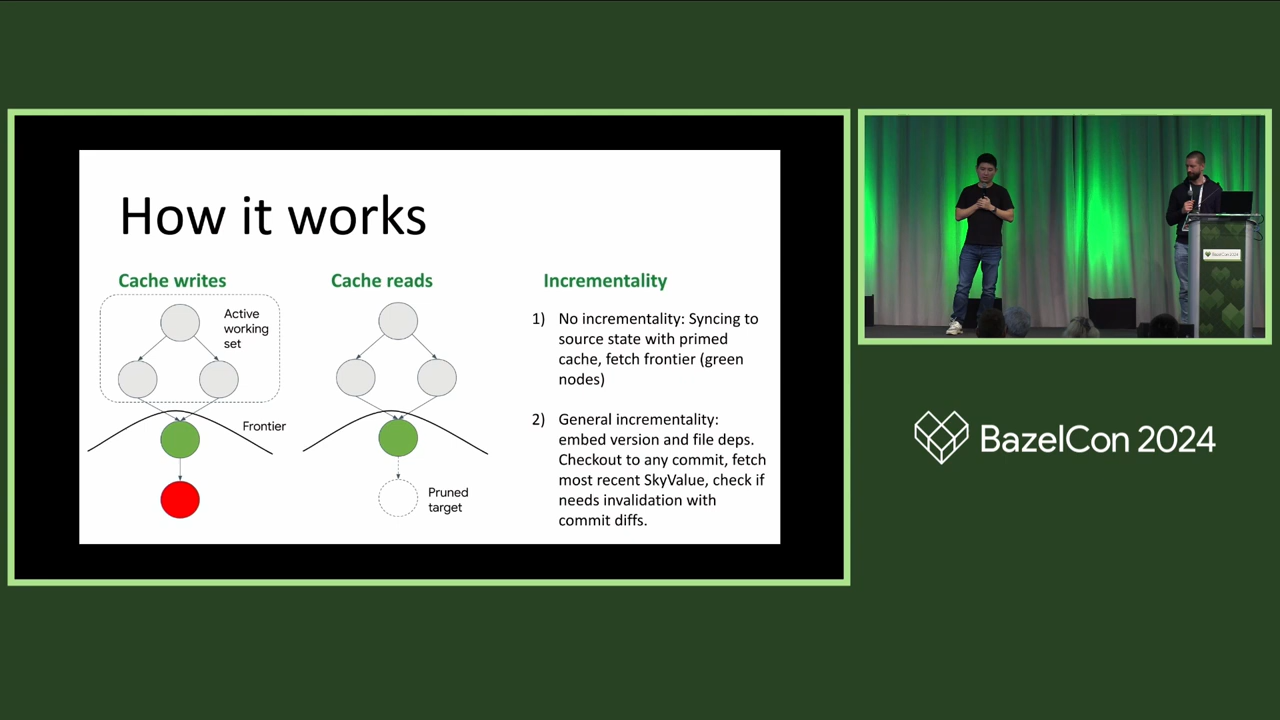 How it works
Cache writes
Active
working
set
Frontier
Cache reads
Pruned
target
Incrementality
1) No incrementality: Syncing to
source state with primed
cache, fetch frontier (green
nodes)
2) General incrementality:
embed version and file deps.
Checkout to any commit, fetch
most recent SkyValue, check if
needs invalidation with
commit diffs.
BazelCon 2024
BazelCon 2024